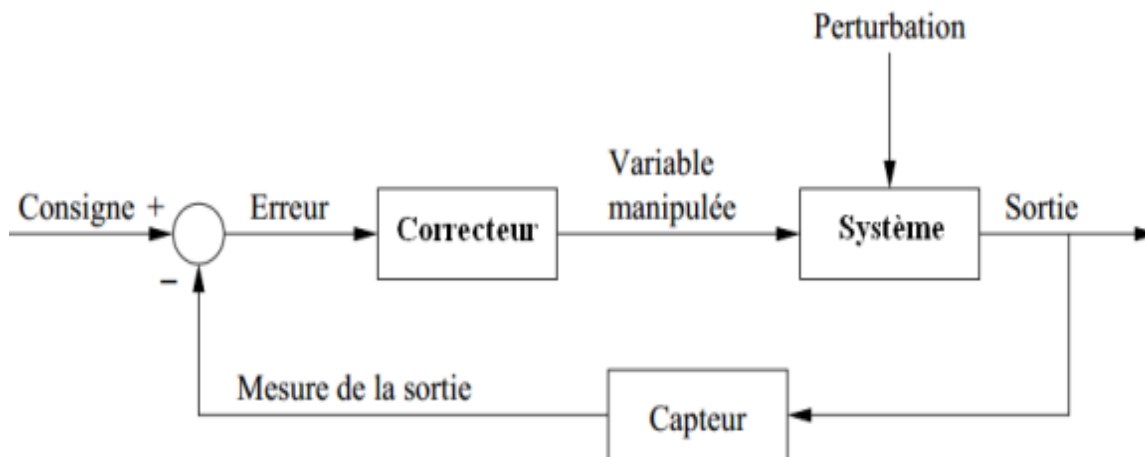 Perturbation
Variable
manipulée
Consigne +
Erreur
Correcteur
Système
Sortie
−
Mesure de la sortie
Capteur